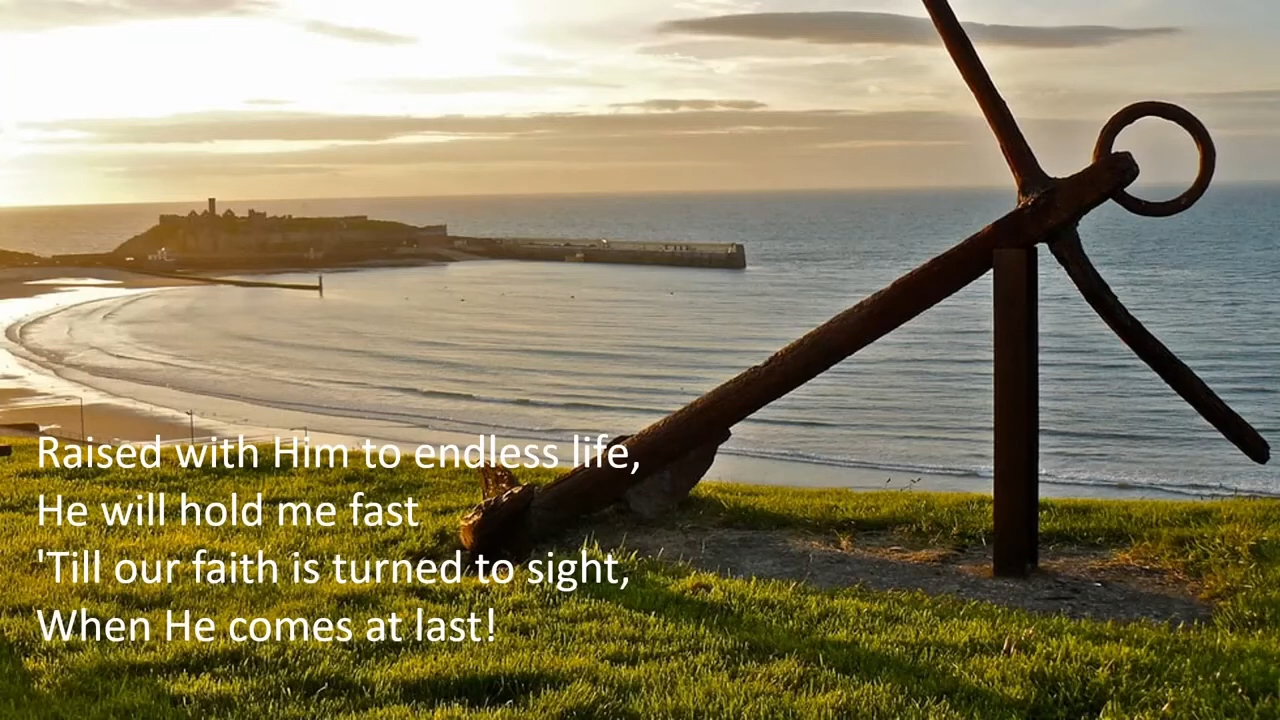 Raised with Him to endless life,
He will hold me fast
'Till our faith is turned to sight,
When He comes at last!